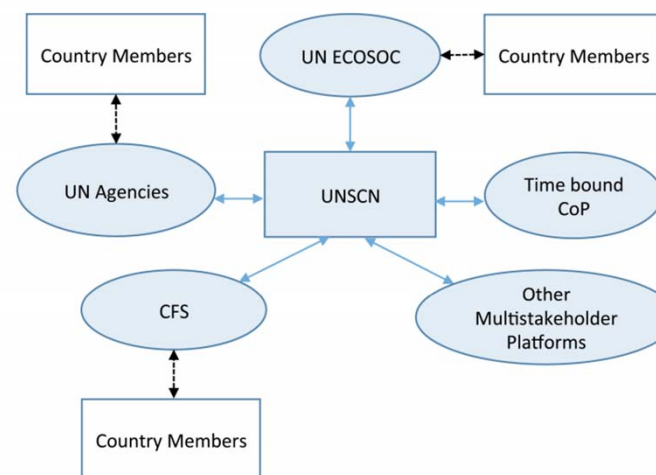 Country Members
UN ECOSOC
Country Members
UN Agencies
UNSCN
Time bound
CoP
CFS
Other
Multistakeholder
Platforms
Country Members